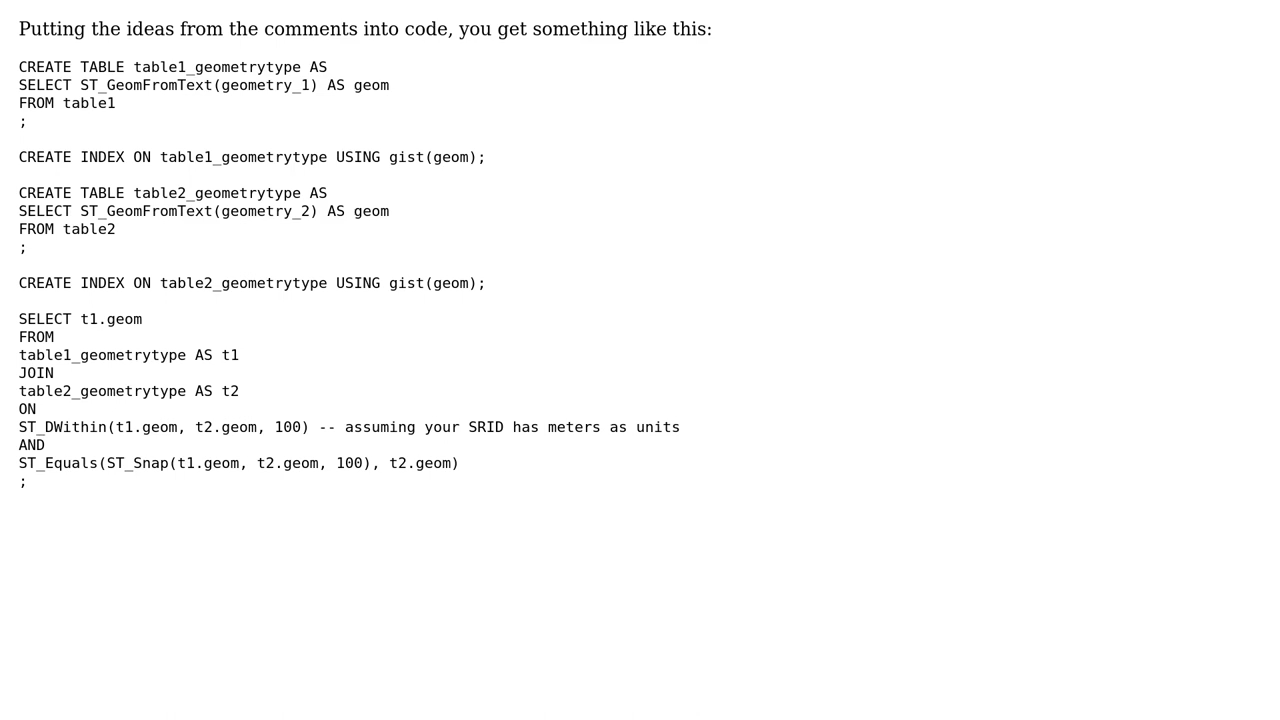 Putting the ideas from the comments into code, you get something like this:
CREATE TABLE table1_geometrytype AS
SELECT ST_GeomFromText(geometry_1) AS geom
FROM table1
;
CREATE INDEX ON table1_geometrytype USING gist(geom);
CREATE TABLE table2_geometrytype AS
SELECT ST_GeomFromText(geometry_2) AS geom
FROM table2
;
CREATE INDEX ON table2_geometrytype USING gist(geom);
SELECT t1.geom
FROM
table1_geometrytype AS t1
JOIN
table2_geometrytype AS t2
ON
ST_DWithin(t1.geom, t2.geom, 100) -- assuming your SRID has meters as units
AND
ST_Equals(ST_Snap(t1.geom, t2.geom, 100), t2.geom)
;